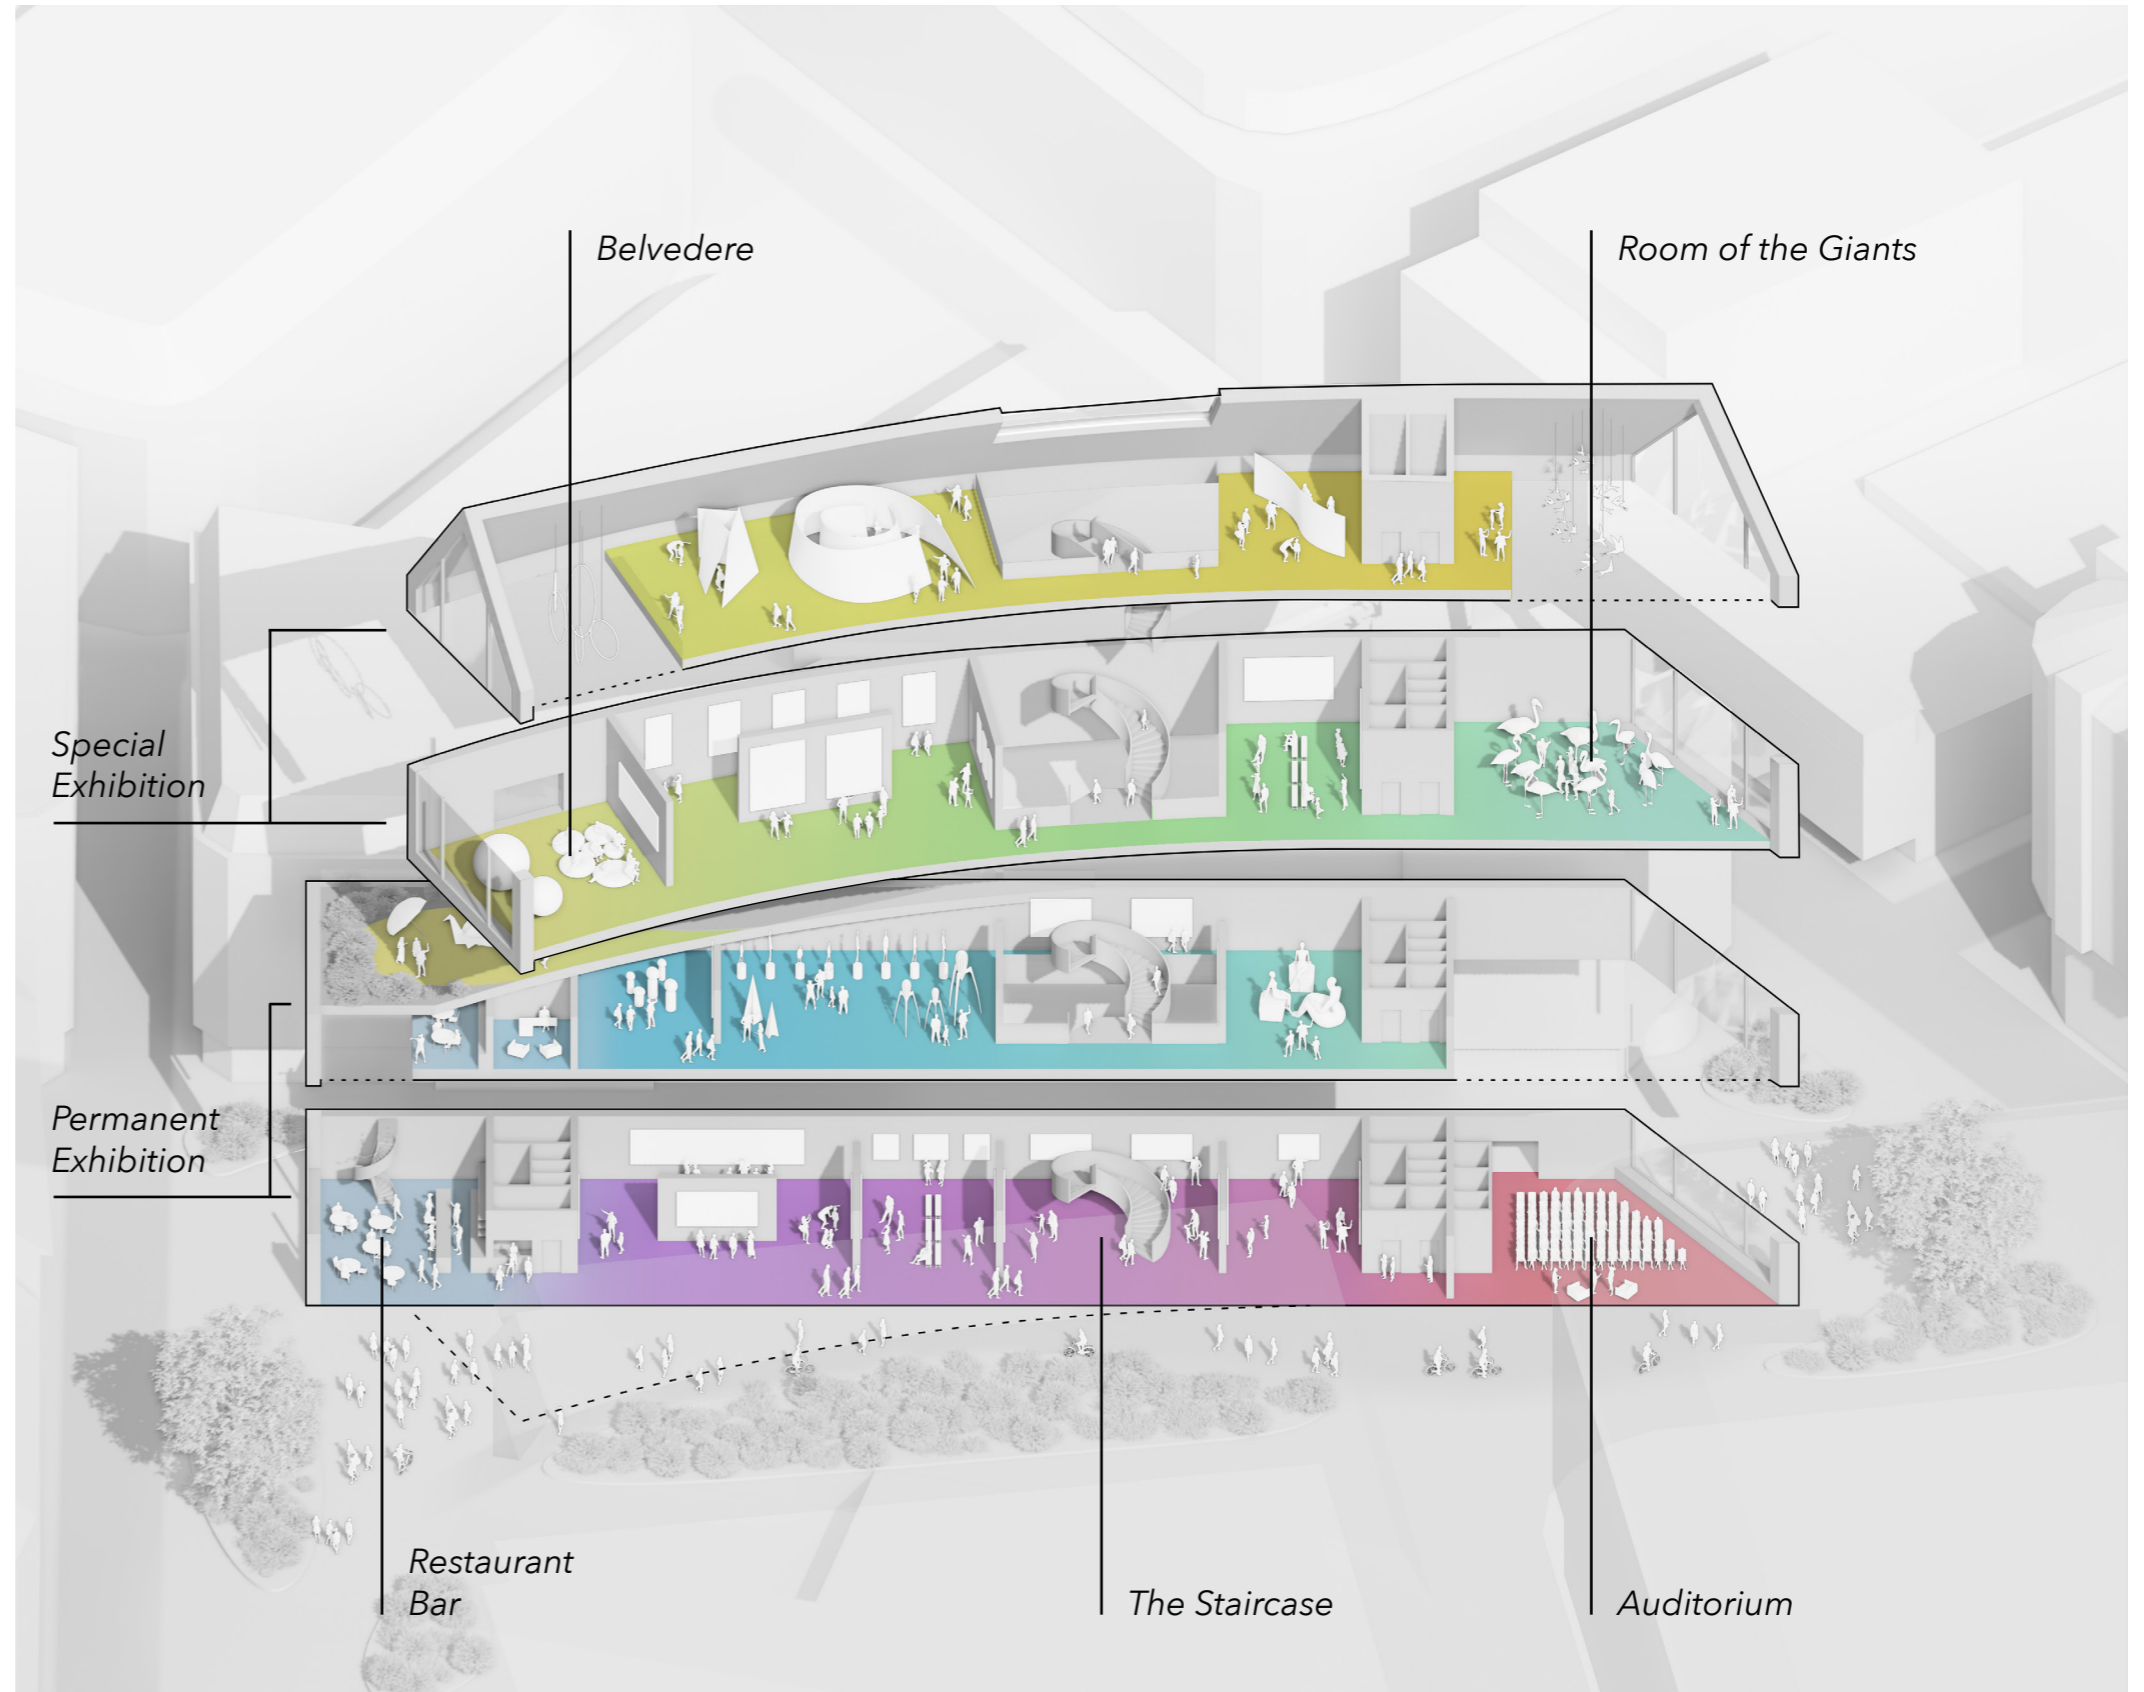 Belvedere
Room of the Giants
Special
Exhibition
Permanent
Exhibition
Restaurant
Bar
The Staircase
Auditorium